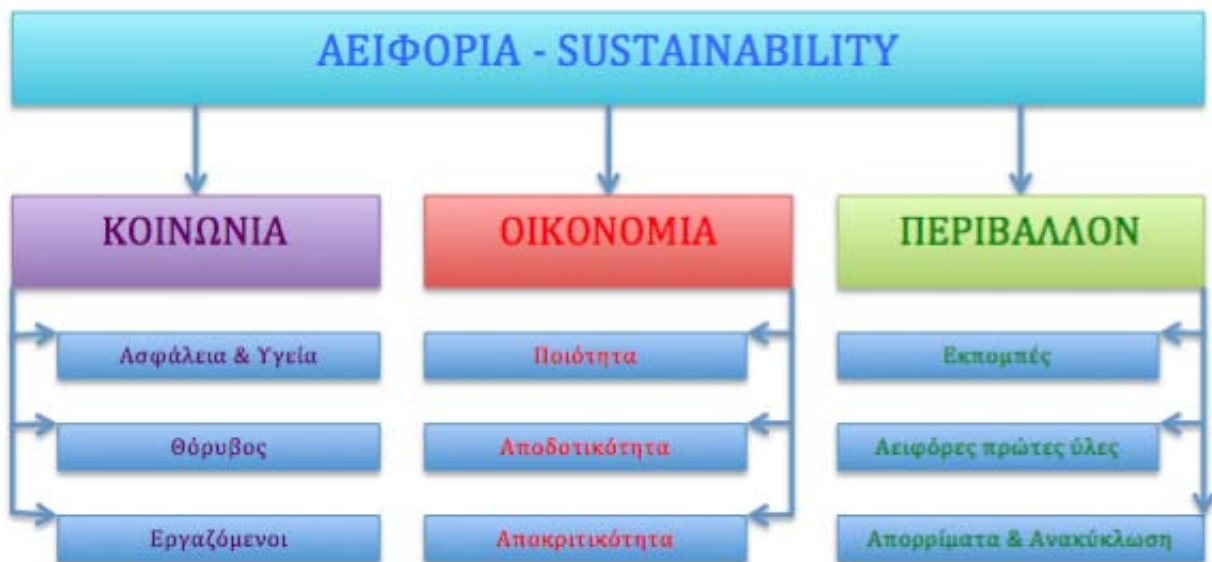 ΑΕΙΦΟΡΙΑ - SUSTAINABILITY
ΚΟΙΝΩΝΙΑ
Ασφάλεια & Υγεία
Θόρυβος
Εργαζόμενοι
ΟΙΚΟΝΟΜΙΑ
Ποιότητα
Αποδοτικότητα
Αποκριτικότητα
ΠΕΡΙΒΑΛΛΟΝ
Εκπομπές
Αειφόρες πρώτες ύλες
Απορρίματα & Ανακύκλωση